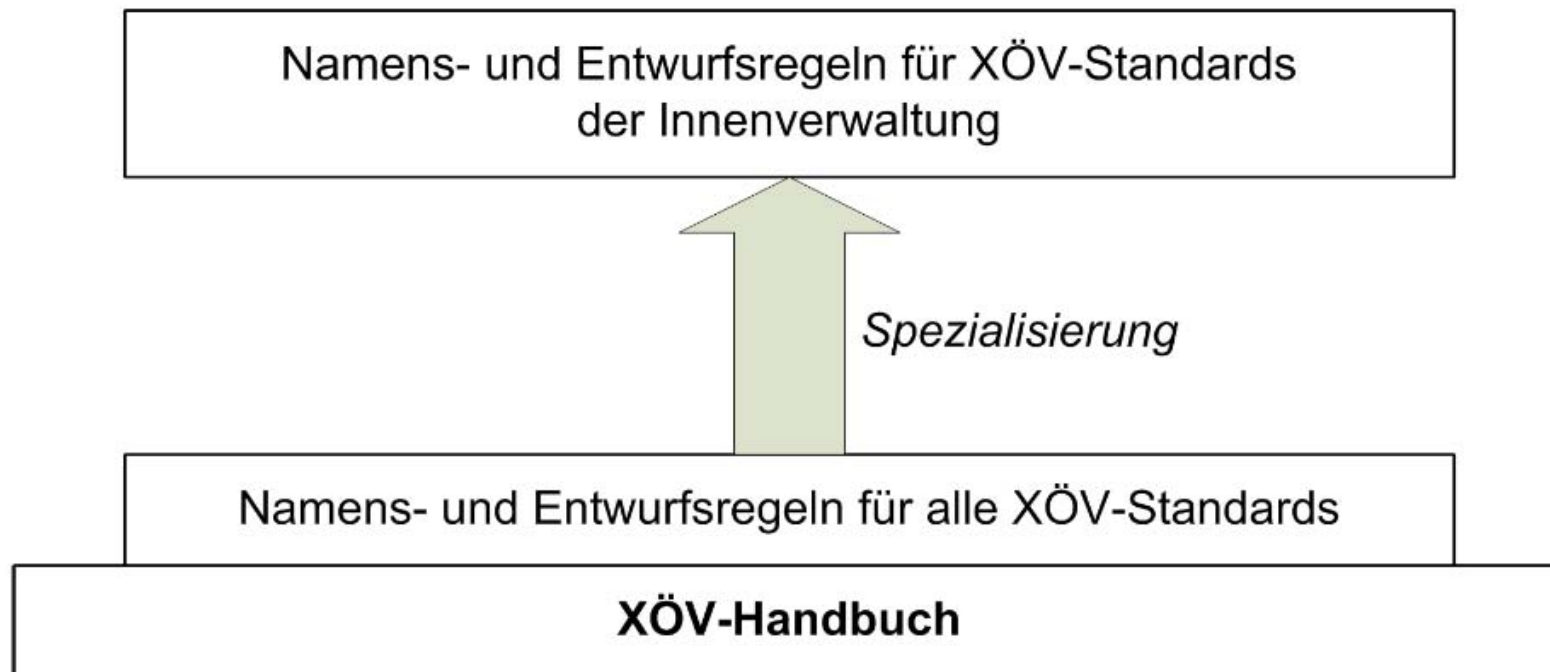 Namens- und Entwurfsregeln für XÖV-Standards
der Innenverwaltung
Spezialisierung
Namens- und Entwurfsregeln für alle XÖV-Standards
XÖV-Handbuch